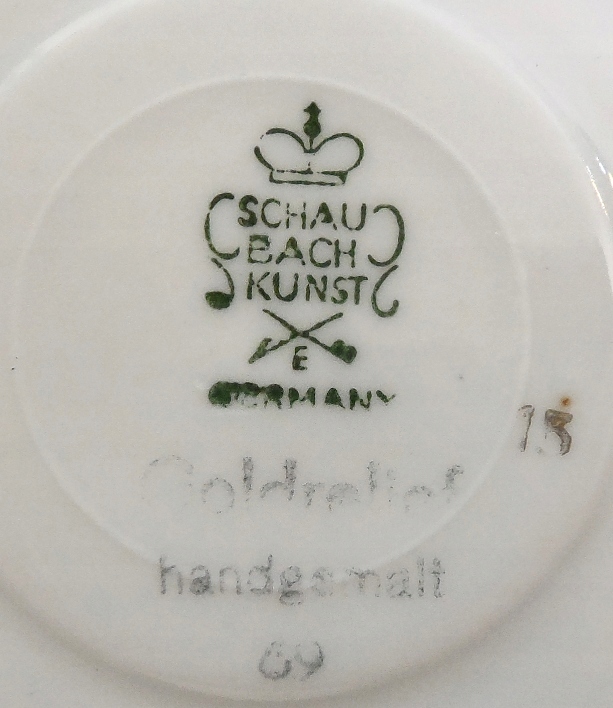 SCHAU
BACH
KUNST
E
GERMANY
15
Goldrelief
handgemalt
69